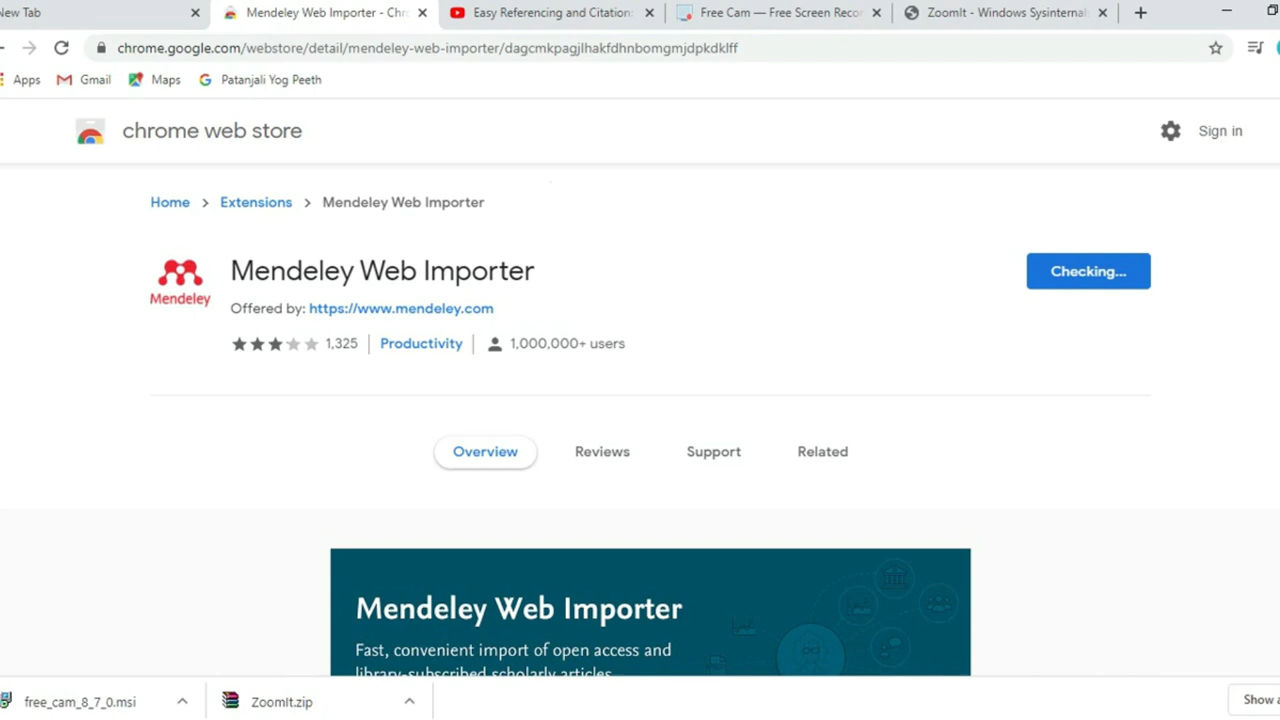 New Tab
Mendeley Web Importer - Chr
Easy Referencing and Citation
Free Cam — Free Screen Reco
ZoomIt - Windows Sysinternal
chrome.google.com/webstore/detail/mendeley-web-importer/dagcmkpagjlhakfdhnbomgmjdpkdklff
Apps
Gmail
Maps
Patanjali Yog Peeth
chrome web store
Sign in
Home > Extensions > Mendeley Web Importer
Mendeley
Mendeley Web Importer
Checking...
Offered by: https://www.mendeley.com
1,325 | Productivity | 1,000,000+ users
Overview
Reviews
Support
Related
Mendeley Web Importer
Fast, convenient import of open access and
library-subscribed scholarly articles
free_cam_8_7_0.msi
ZoomIt.zip
Show a